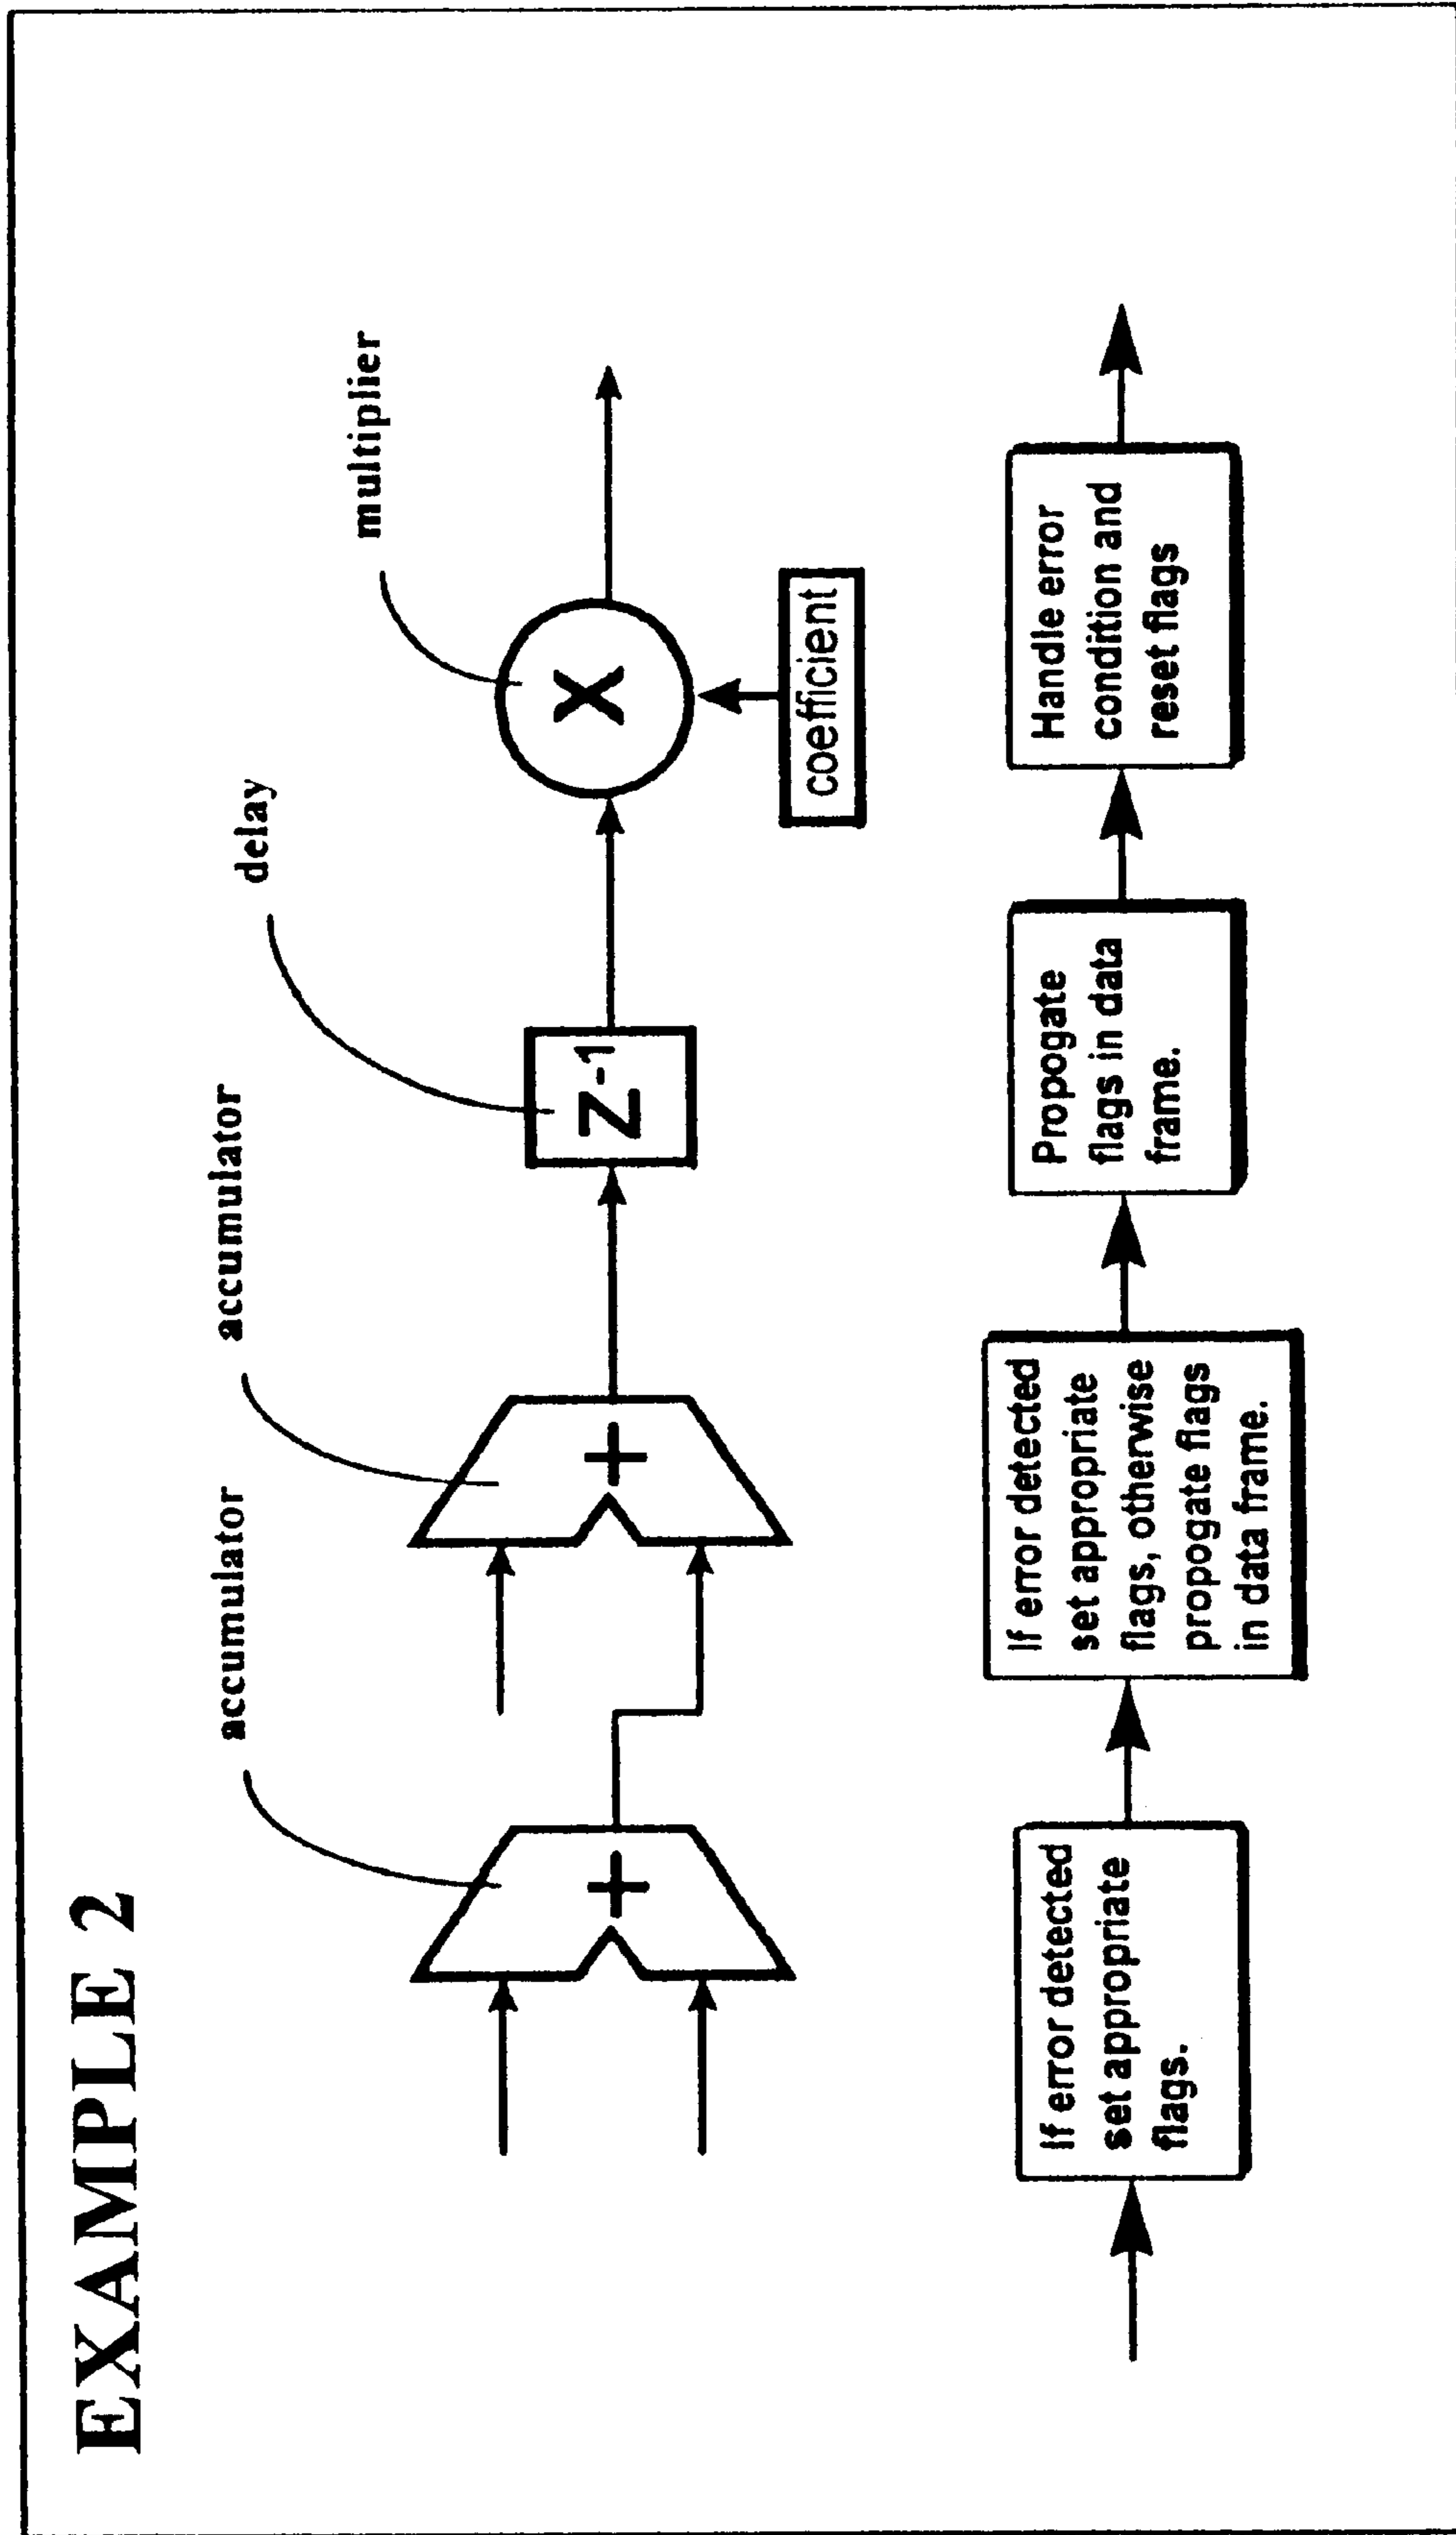 EXAMPLE 2
accumulator
accumulator
delay
multiplier
+
+
Z-1
X
coefficient
If error detected
set appropriate
flags.
If error detected
set appropriate
flags, otherwise
propogate flags
in data frame.
Propogate
flags in data
frame.
Handle error
condition and
reset flags